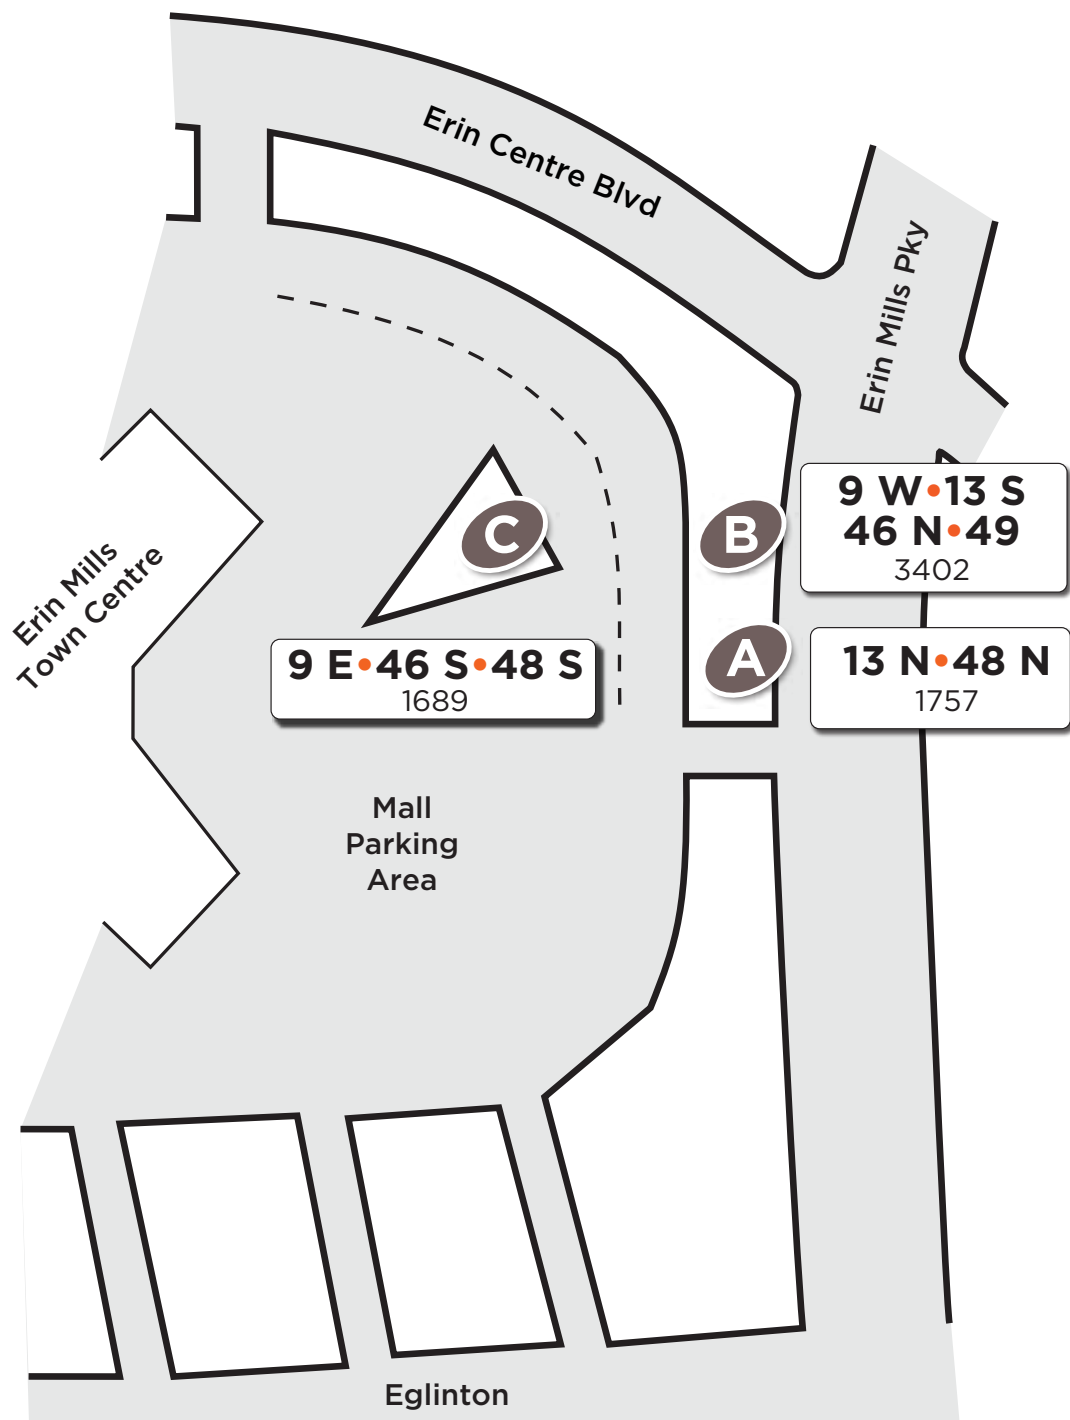 Erin Centre Blvd
Erin Mills Pky
C
B
9 W•13 S
46 N•49
3402
Erin Mills
Town Centre
A
13 N•48 N
1757
9 E•46 S•48 S
1689
Mall
Parking
Area
Eglinton